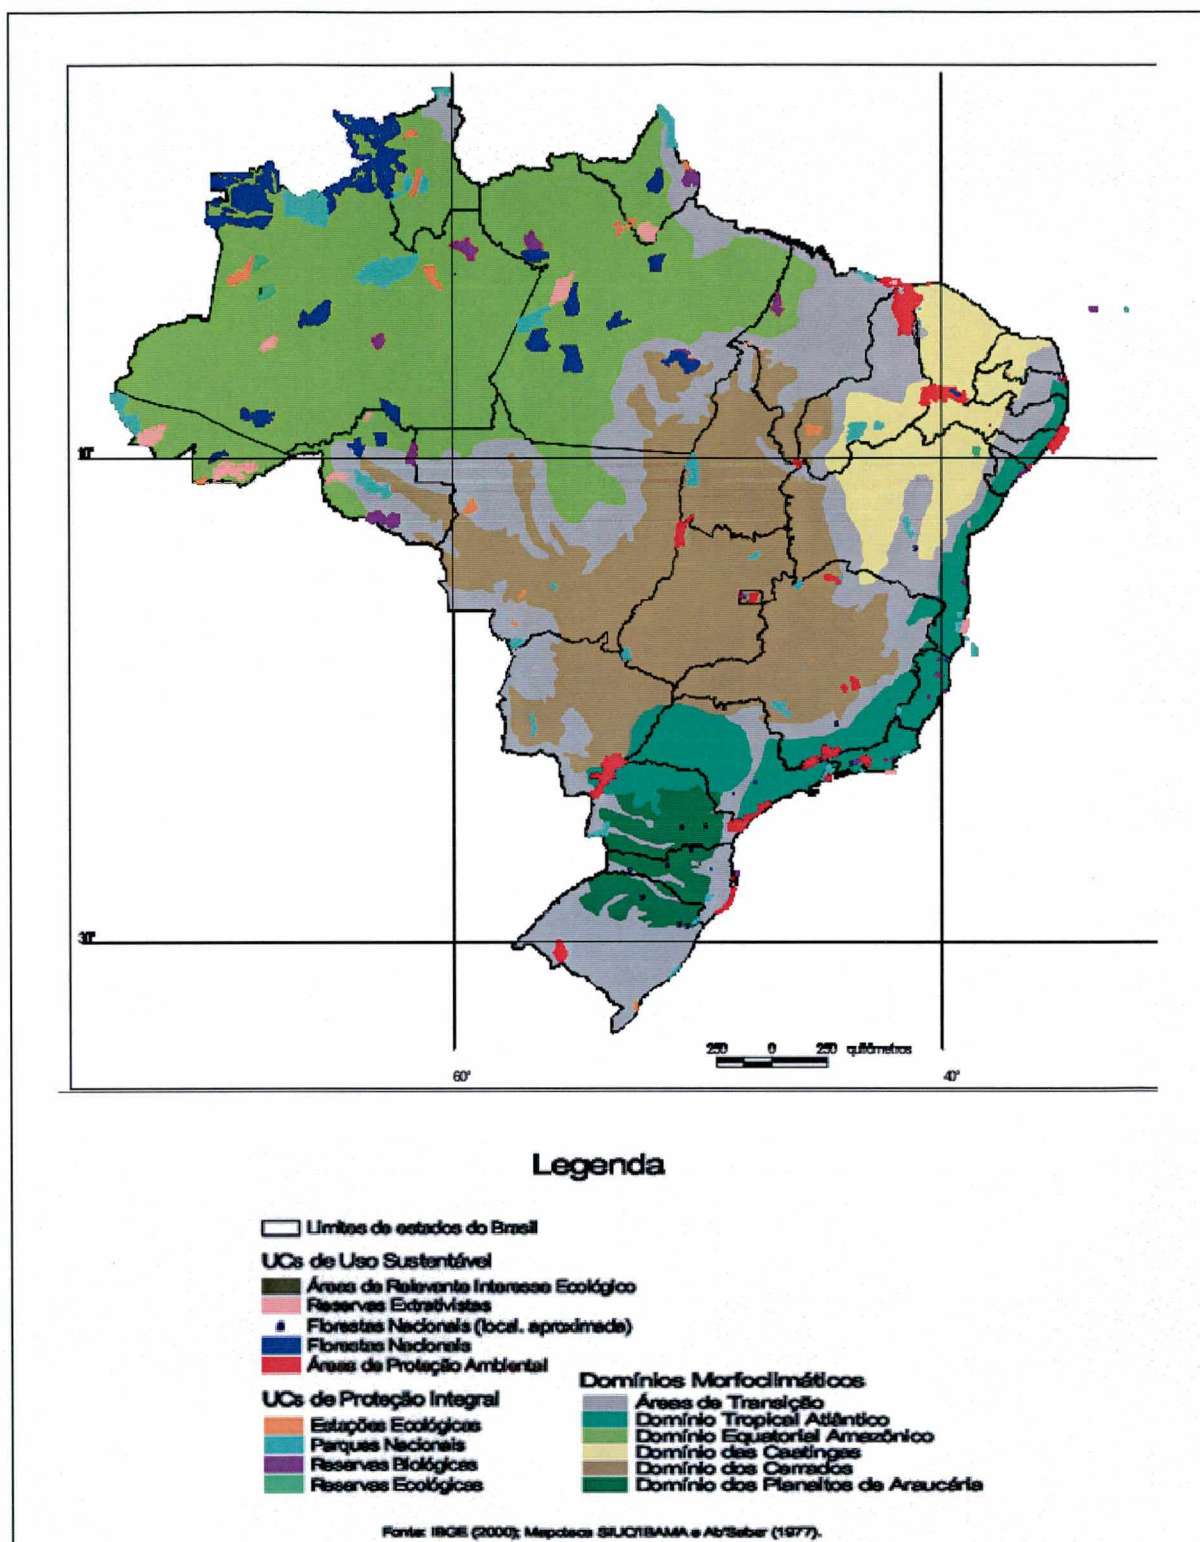 10°
30°
250 0 250 quilômetros
60° 40°
Legenda
Limites de estados do Brasil
UCs de Uso Sustentável
Áreas de Relevante Interesse Ecológico
Reservas Extrativistas
Florestas Nacionais (local. aproximada)
Florestas Nacionais
Áreas de Proteção Ambiental
UCs de Proteção Integral
Estações Ecológicas
Parques Nacionais
Reservas Biológicas
Reservas Ecológicas
Domínios Morfoclimáticos
Áreas de Transição
Domínio Tropical Atlântico
Domínio Equatorial Amazônico
Domínio das Caatingas
Domínio dos Cerrados
Domínio dos Planaltos de Araucária
Fonte: IBGE (2000); Mapoteca SIUC/IBAMA e Ab'Saber (1977).